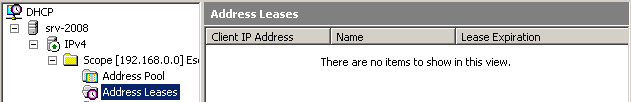 DHCP
srv-2008
IPv4
Scope [192.168.0.0] Esc
Address Pool
Address Leases
Address Leases
Client IP Address Name Lease Expiration
There are no items to show in this view.